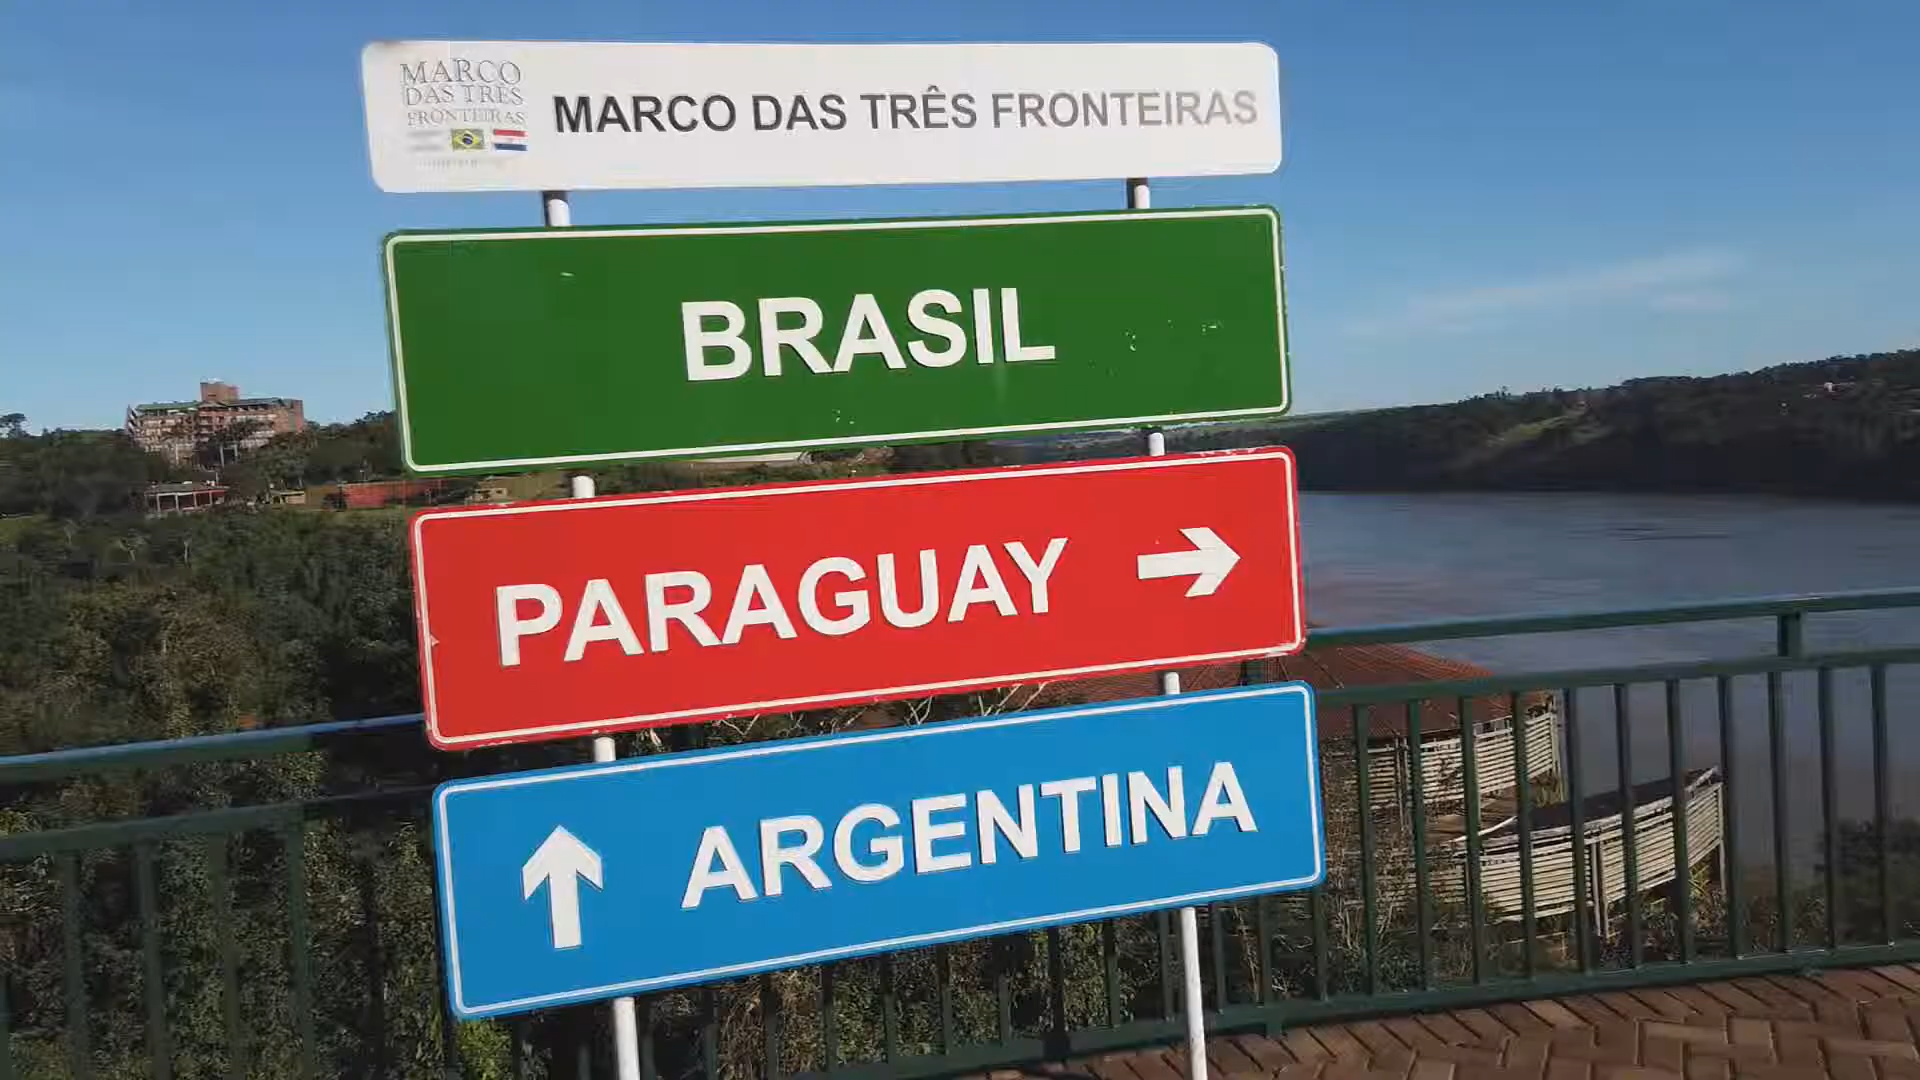 MARCO
DAS TRÊS
FRONTEIRAS
MARCO DAS TRÊS FRONTEIRAS
BRASIL
PARAGUAY
ARGENTINA